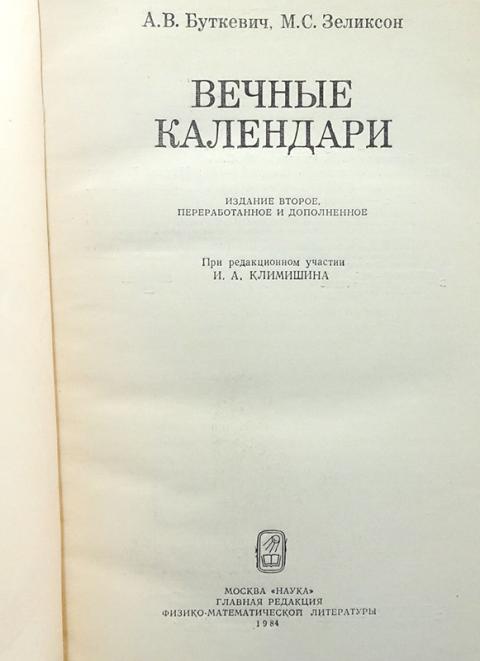 А. В. Буткевич, М. С. Зеликсон
ВЕЧНЫЕ
КАЛЕНДАРИ
ИЗДАНИЕ ВТОРОЕ,
ПЕРЕРАБОТАННОЕ И ДОПОЛНЕННОЕ
При редакционном участии
И. А. КЛИМИШИНА
МОСКВА «НАУКА»
ГЛАВНАЯ РЕДАКЦИЯ
ФИЗИКО-МАТЕМАТИЧЕСКОЙ ЛИТЕРАТУРЫ
1984